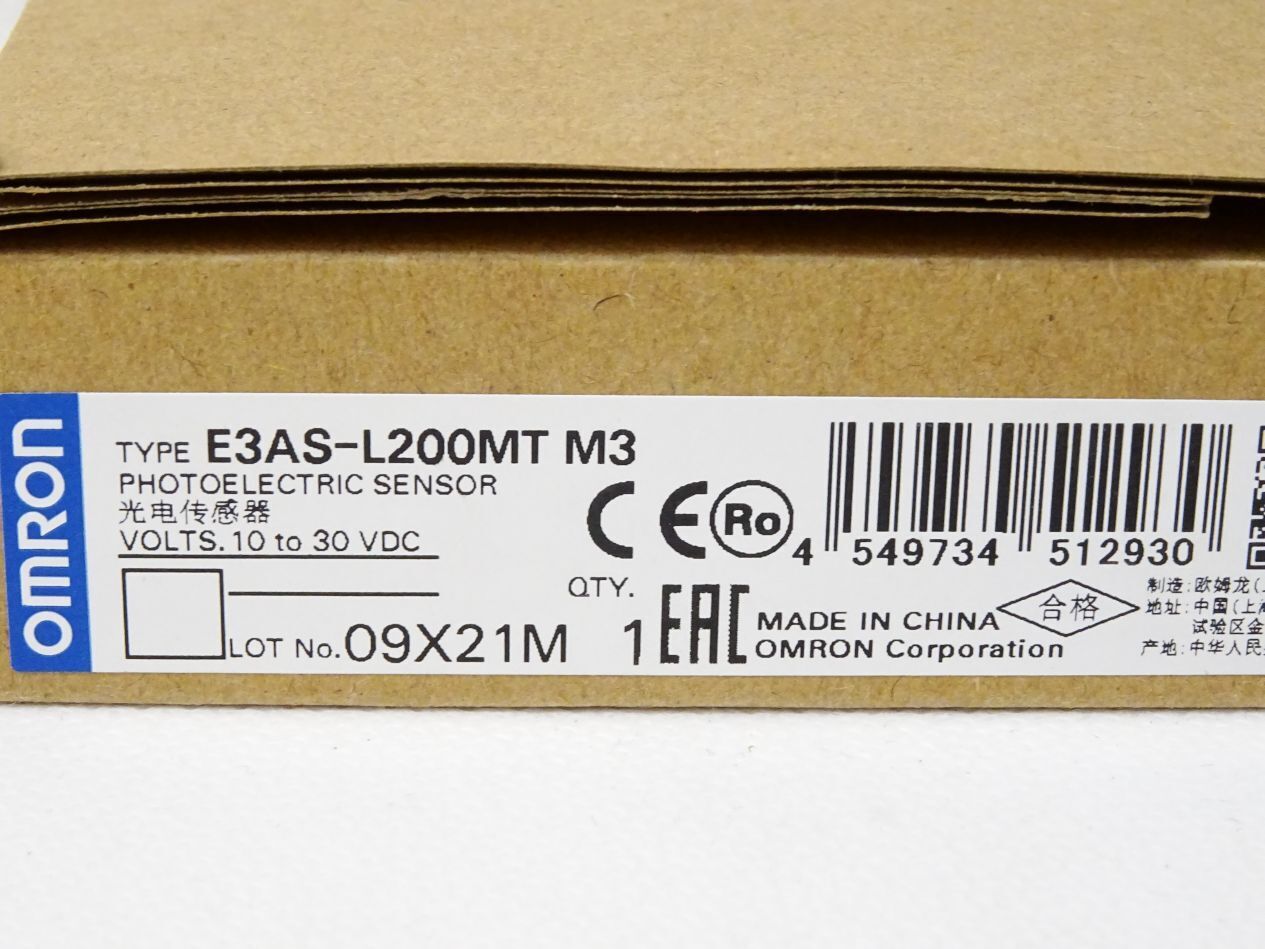 OMRON
TYPE E3AS-L200MT M3
PHOTOELECTRIC SENSOR
光电传感器
VOLTS. 10 to 30 VDC
LOT No. 09X21M
QTY. 1
CE
Ro
EAC
4 549734 512930
MADE IN CHINA
OMRON Corporation
合格
制造:欧姆龙(
地址:中国(上海
试验区金
产地:中华人民